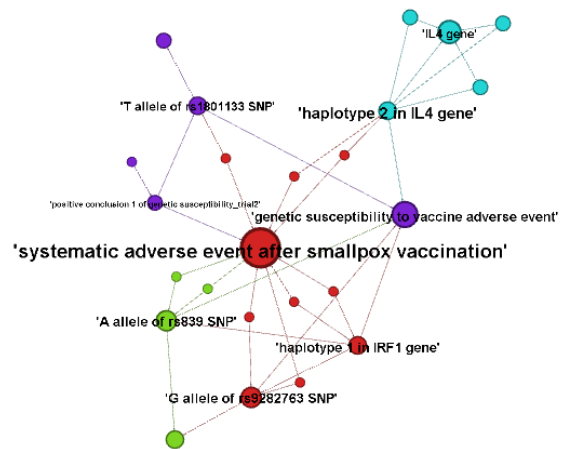 'IL4 gene'
'T allele of rs1801133 SNP'
'haplotype 2 in IL4 gene'
'positive conclusion 1 of genetic susceptibility_trial2'
'genetic susceptibility to vaccine adverse event'
'systematic adverse event after smallpox vaccination'
'A allele of rs839 SNP'
'haplotype 1 in IRF1 gene'
'G allele of rs9282763 SNP'